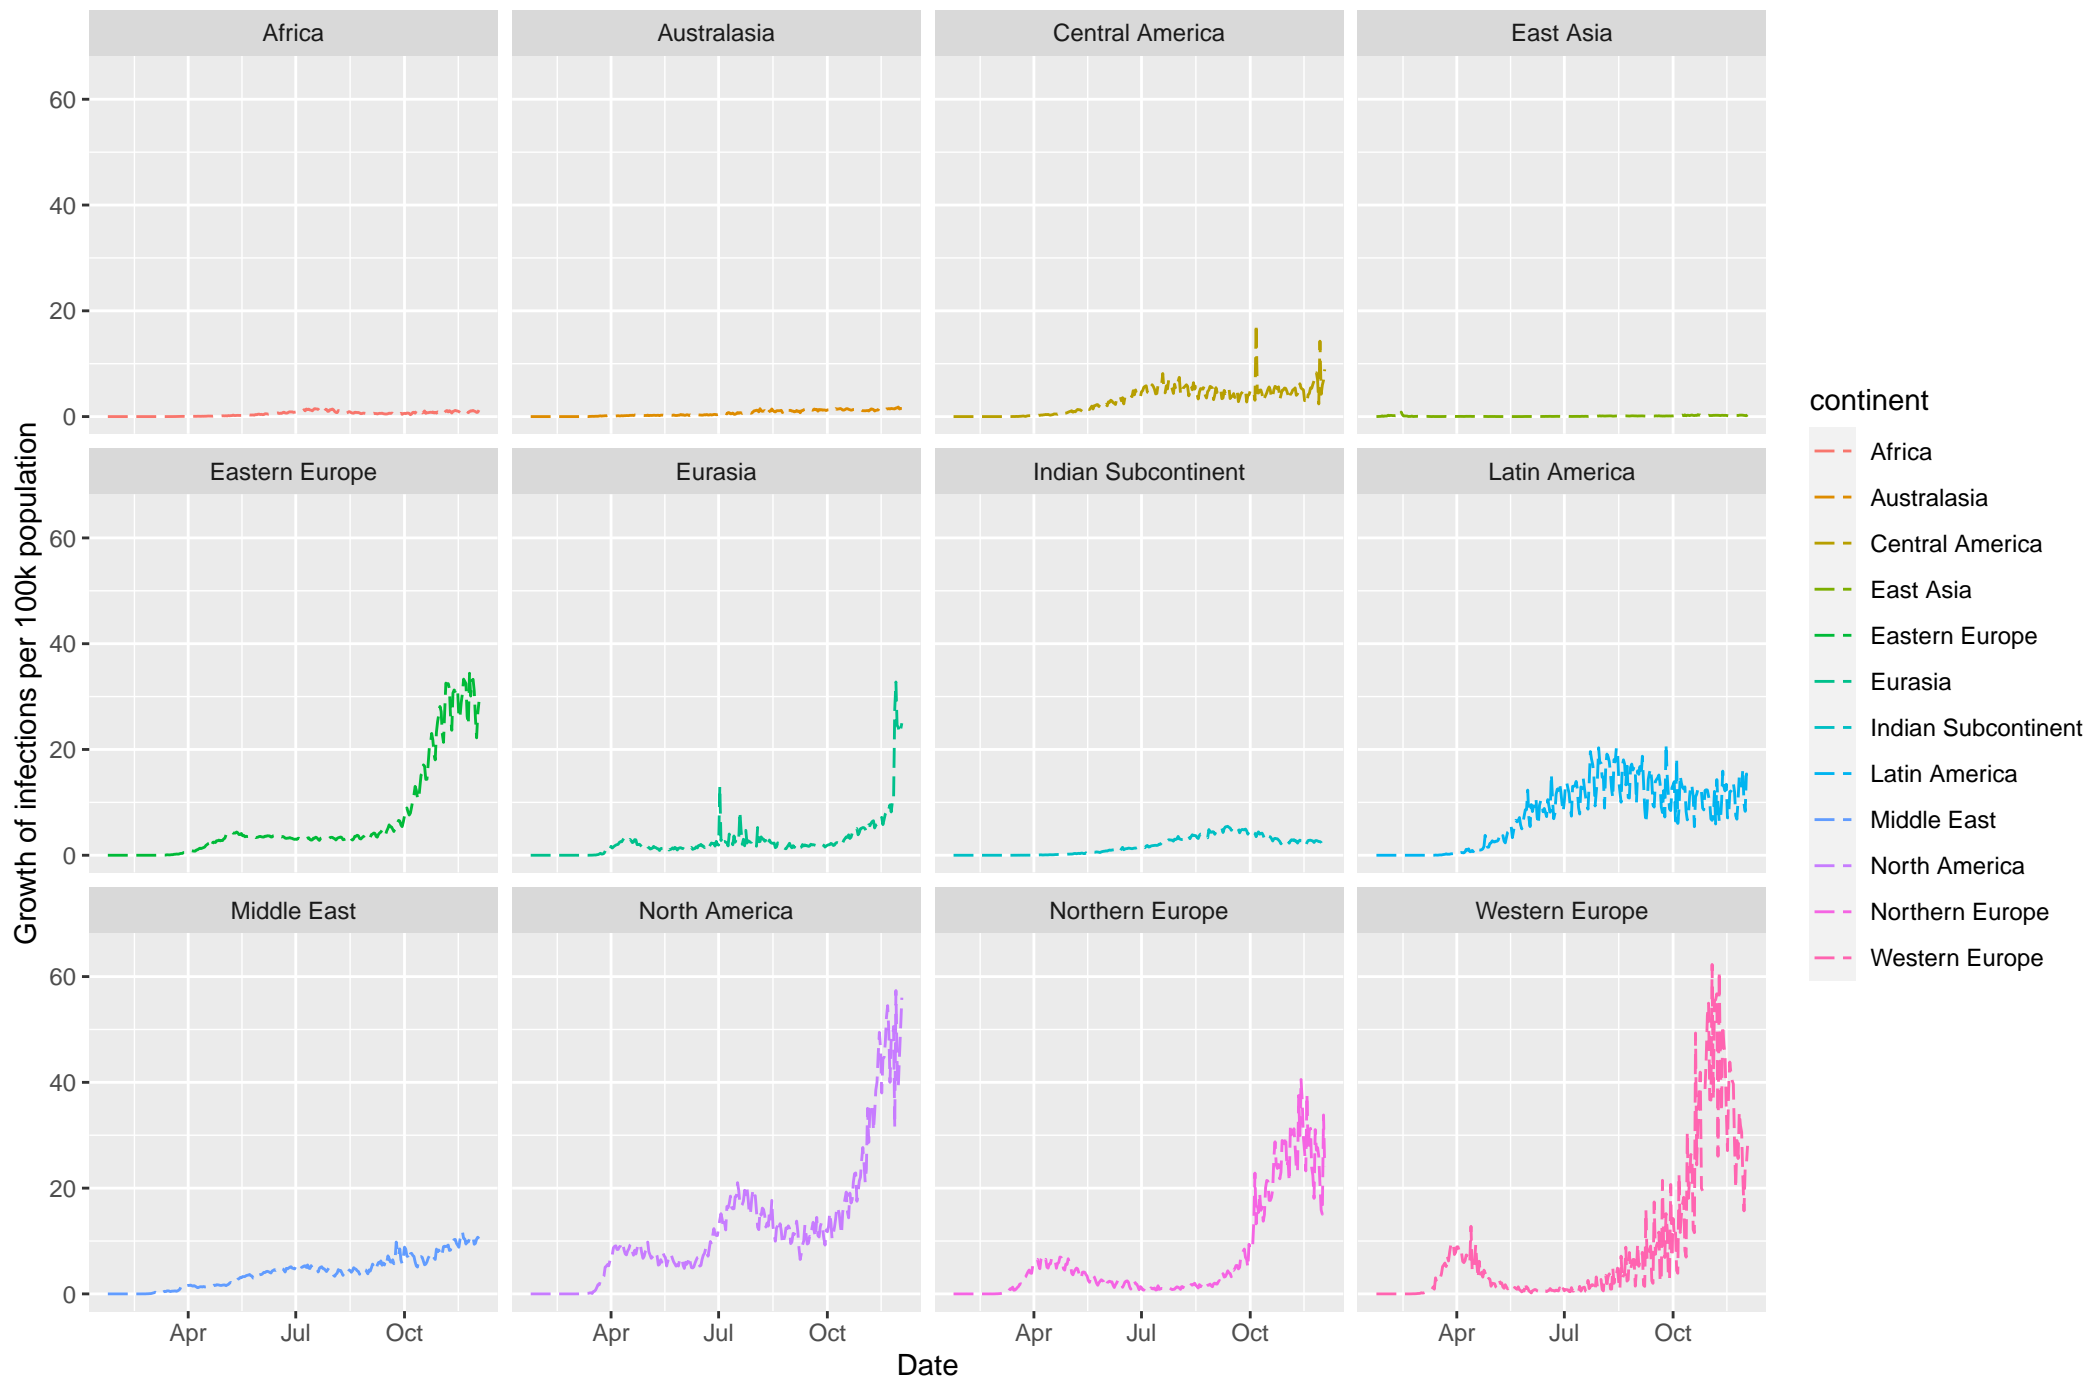 Africa
Australasia
Central America
East Asia
60
40
20
0
Eastern Europe
Eurasia
Indian Subcontinent
Latin America
60
40
20
0
Middle East
North America
Northern Europe
Western Europe
60
40
20
0
Apr
Jul
Oct
Apr
Jul
Oct
Apr
Jul
Oct
Apr
Jul
Oct
Date
Growth of infections per 100k population
continent
Africa
Australasia
Central America
East Asia
Eastern Europe
Eurasia
Indian Subcontinent
Latin America
Middle East
North America
Northern Europe
Western Europe